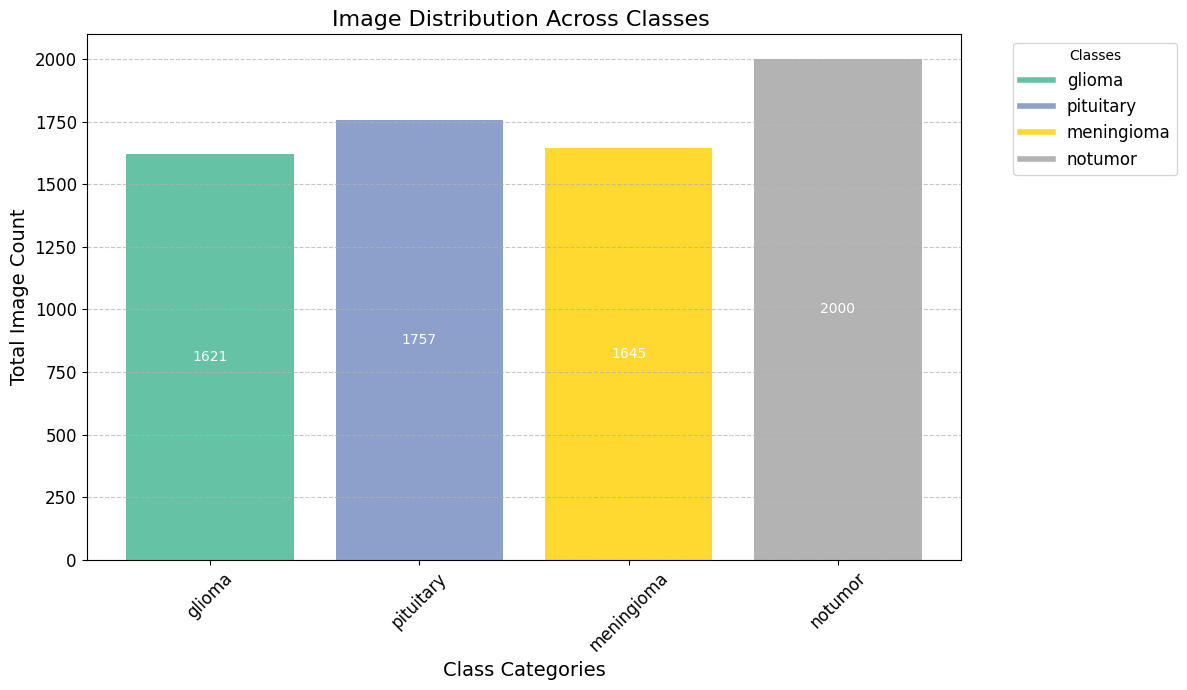 Image Distribution Across Classes
Total Image Count
2000
1750
1500
1250
1000
750
500
250
0
1621
1757
1645
2000
glioma
pituitary
meningioma
notumor
Class Categories
Classes
glioma
pituitary
meningioma
notumor